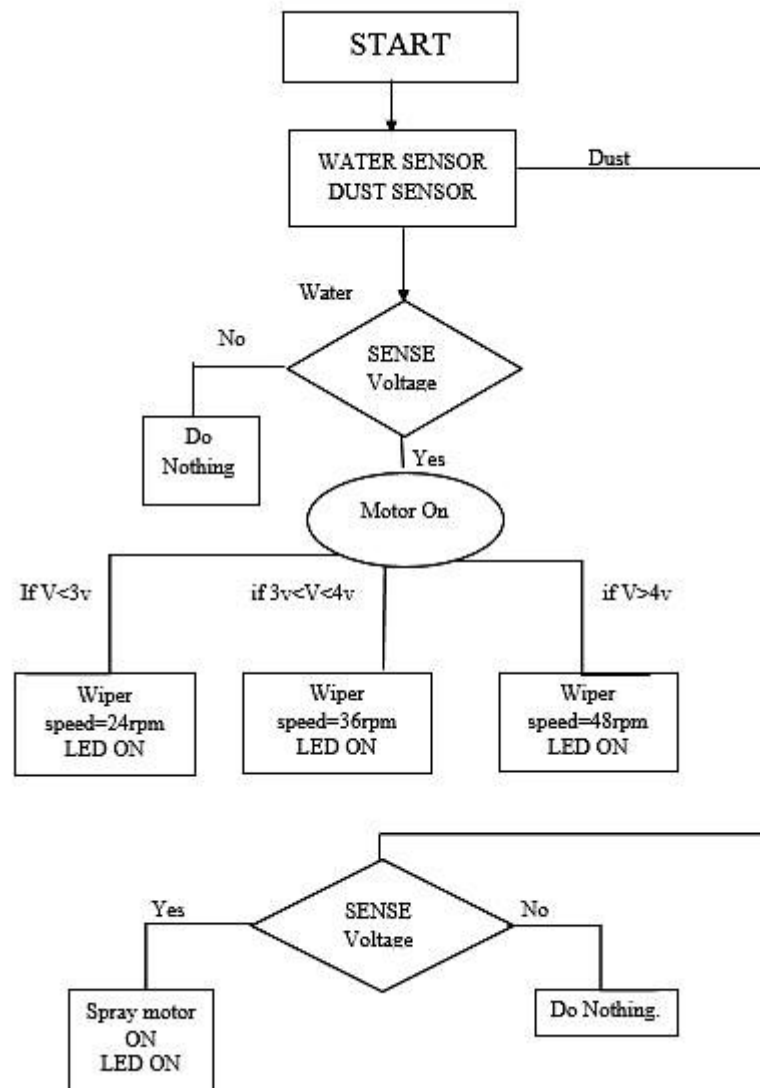 START
WATER SENSOR
DUST SENSOR
Dust
Water
No
SENSE
Voltage
Do
Nothing
Yes
Motor On
If V<3v
if 3v<V<4v
if V>4v
Wiper
speed=24rpm
LED ON
Wiper
speed=36rpm
LED ON
Wiper
speed=48rpm
LED ON
Yes
SENSE
Voltage
No
Spray motor
ON
LED ON
Do Nothing.